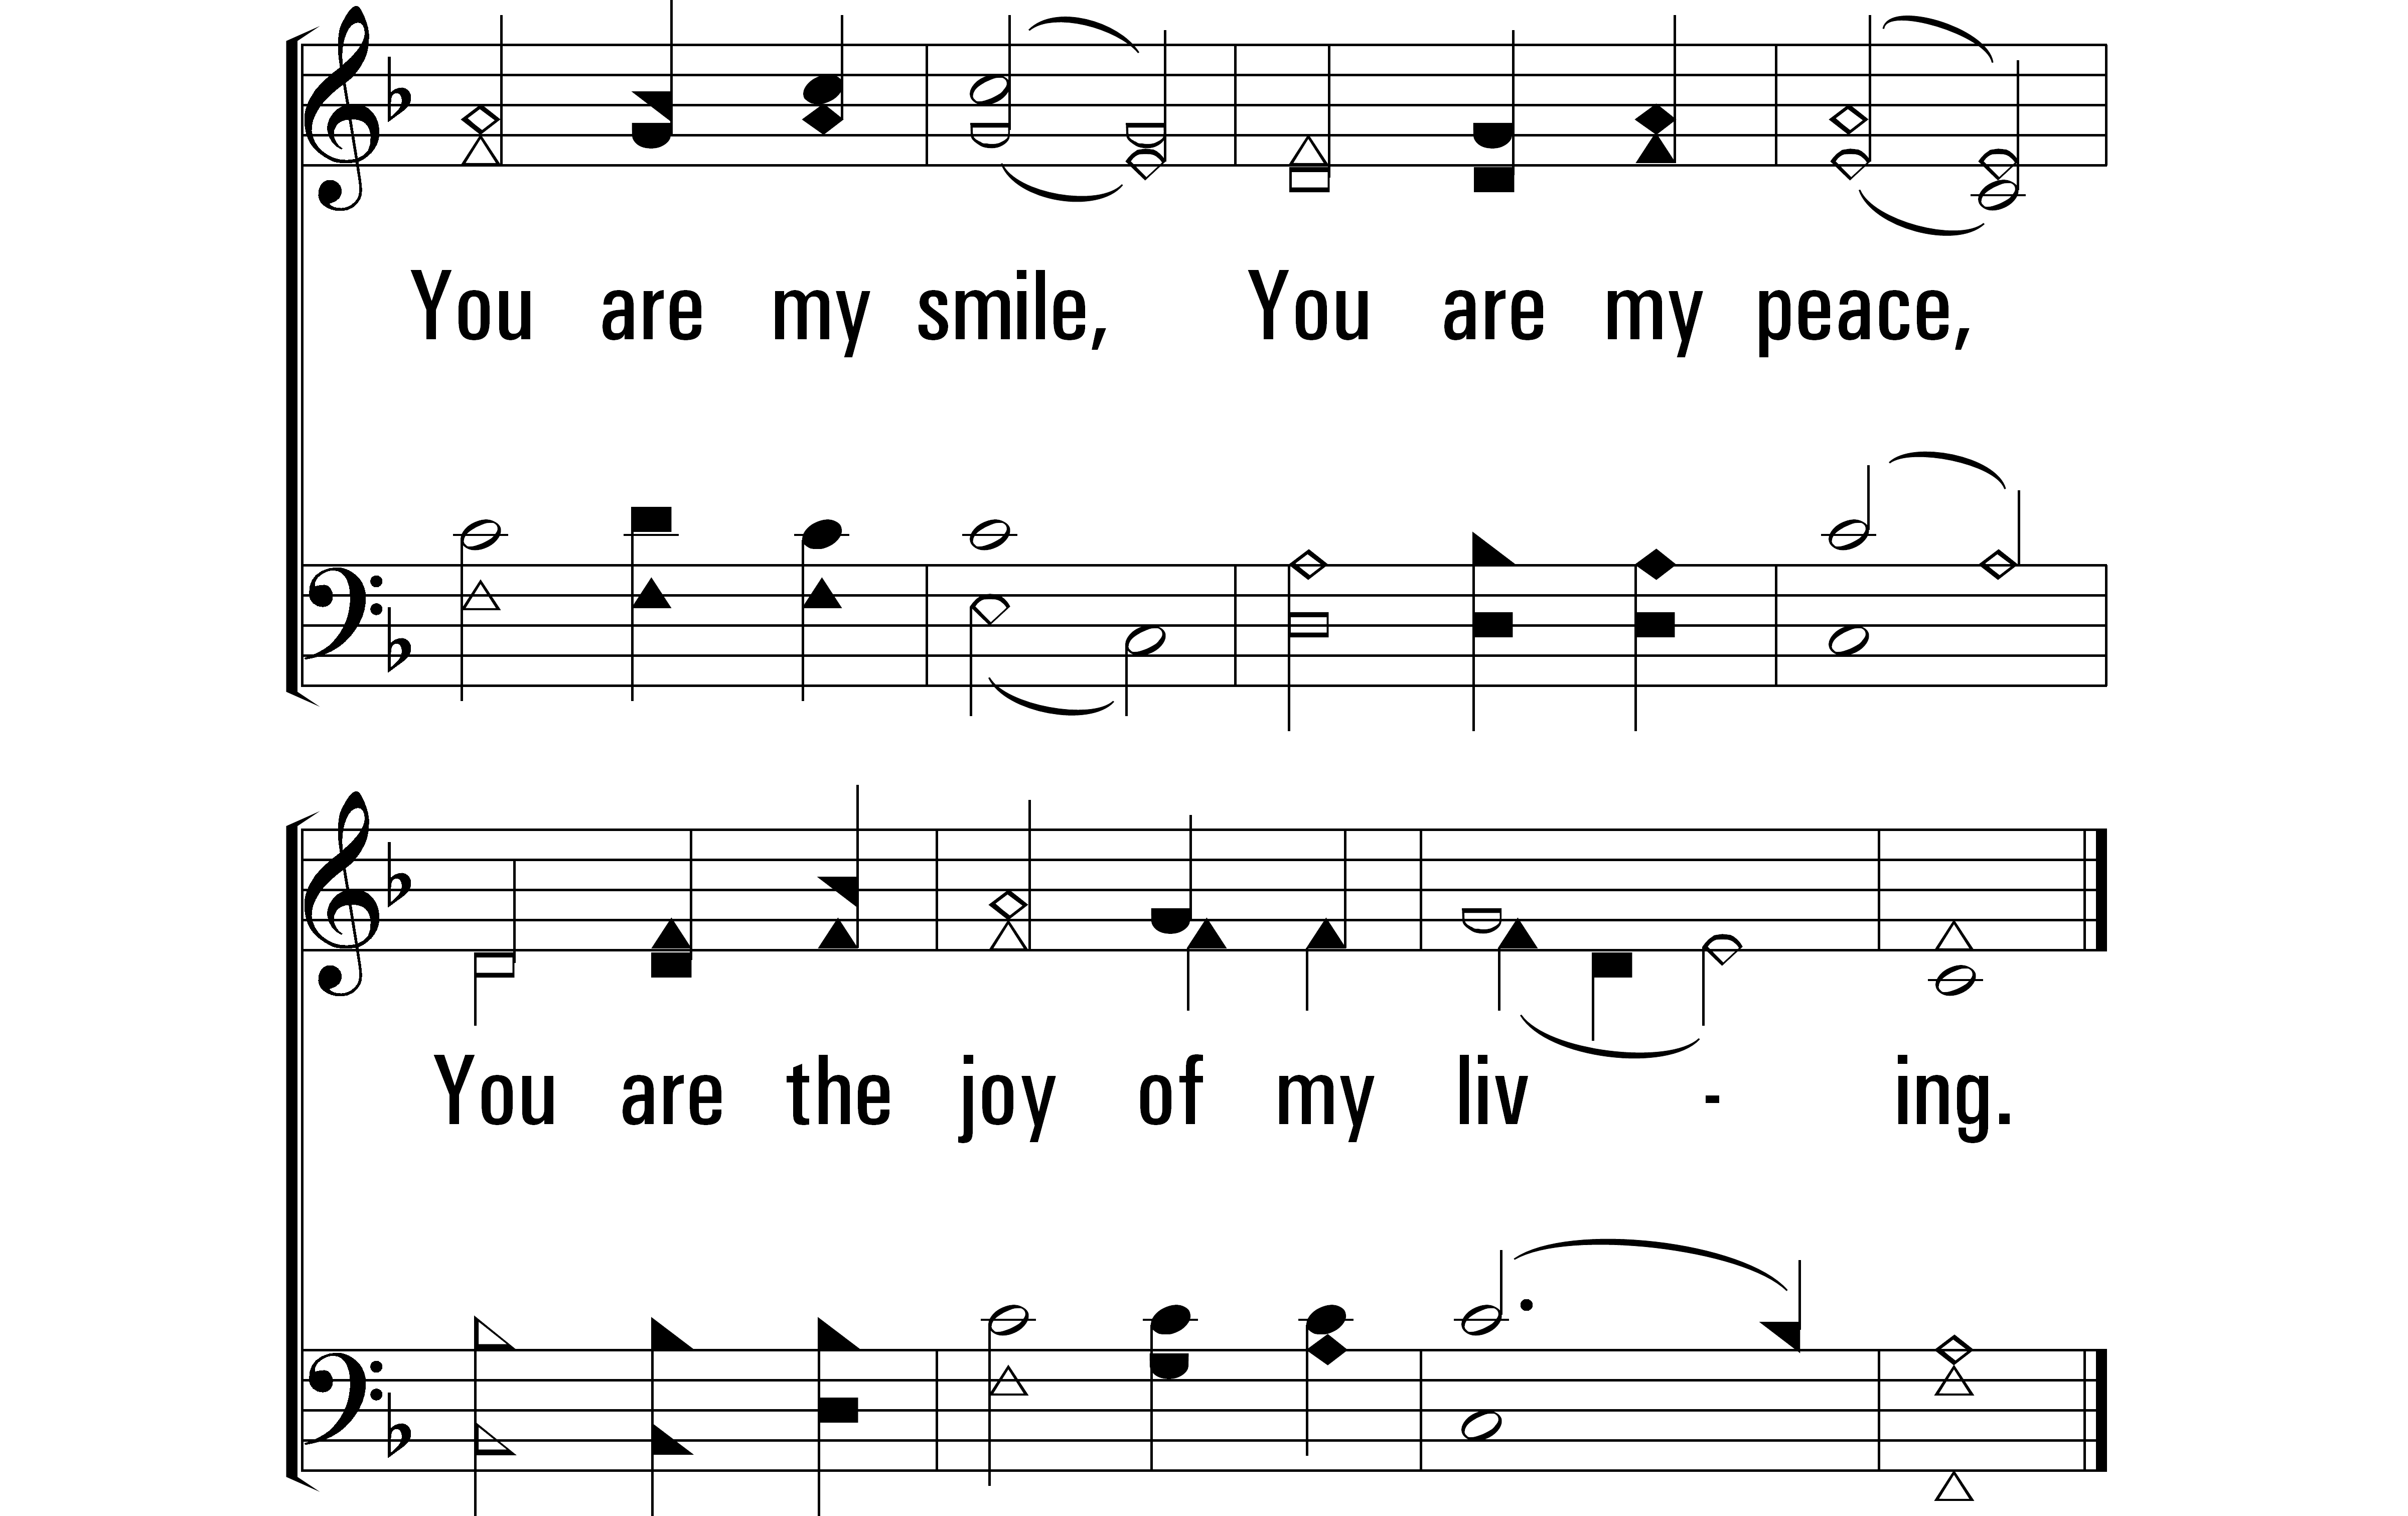 You are my smile, You are my peace,
You are the joy of my liv - ing.